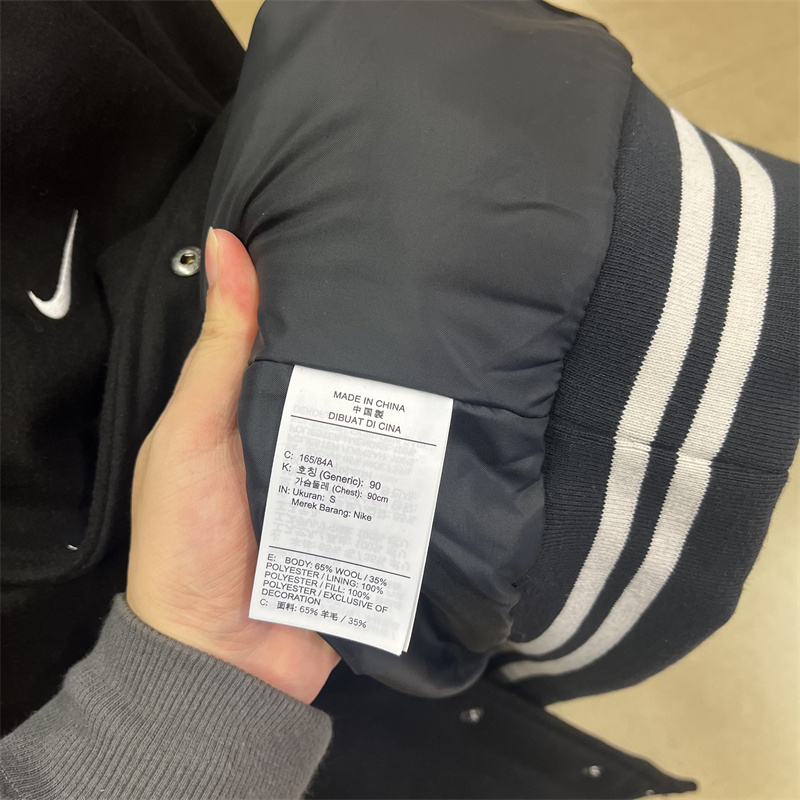 MADE IN CHINA
中国製
DIBUAT DI CINA
C: 165/84A
K: 호칭 (Generic): 90
가슴둘레 (Chest): 90cm
IN: Ukuran: S
Merek Barang: Nike
E: BODY: 65% WOOL / 35%
POLYESTER / LINING: 100%
POLYESTER / FILL: 100%
POLYESTER / EXCLUSIVE OF
DECORATION
C: 面料: 65% 羊毛 / 35%